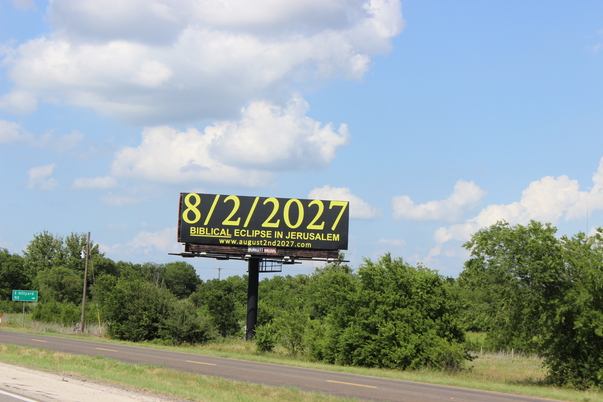 8/2/2027
BIBLICAL ECLIPSE IN JERUSALEM
www.august2nd2027.com